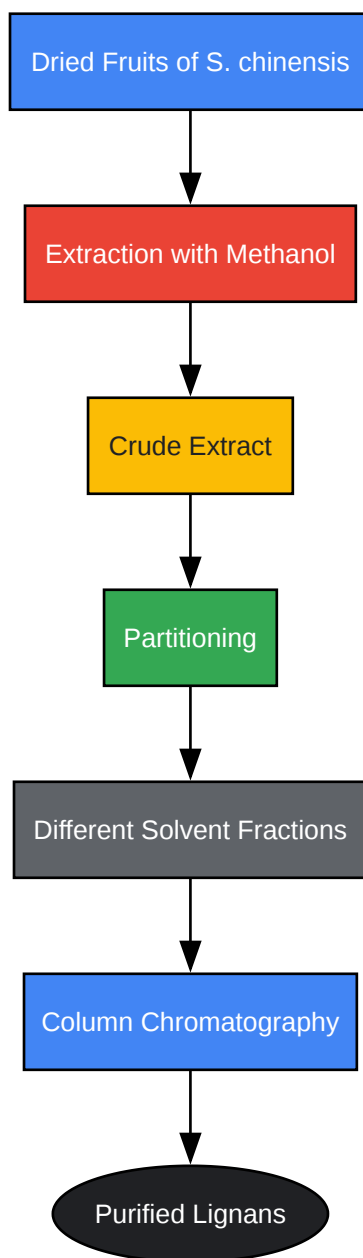 Dried Fruits of S. chinensis
Extraction with Methanol
Crude Extract
Partitioning
Different Solvent Fractions
Column Chromatography
Purified Lignans